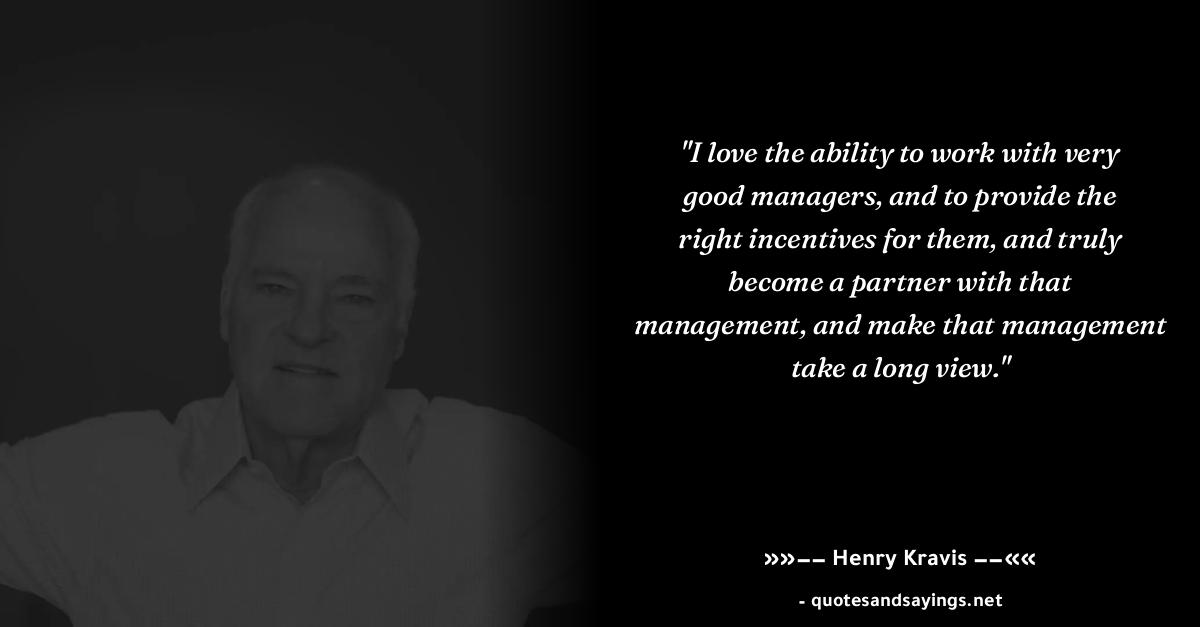 "I love the ability to work with very
good managers, and to provide the
right incentives for them, and truly
become a partner with that
management, and make that management
take a long view."
»»–– Henry Kravis ––««
- quotesandsayings.net